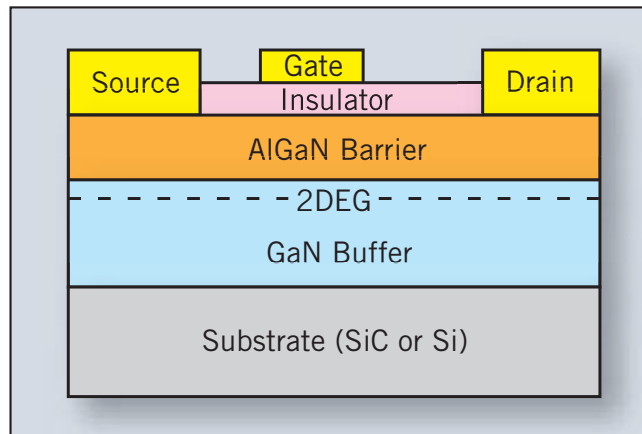 Source
Gate
Drain
Insulator
AlGaN Barrier
2DEG
GaN Buffer
Substrate (SiC or Si)